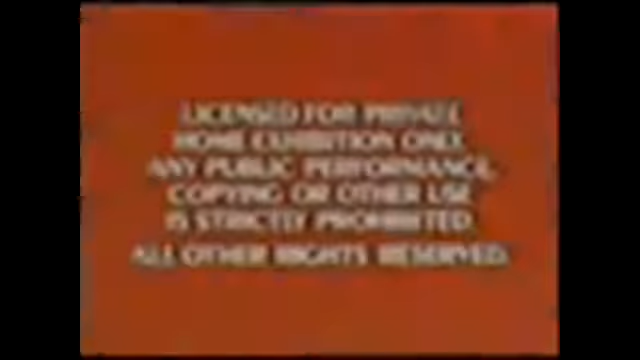 LICENSED FOR PRIVATE
HOME EXHIBITION ONLY.
ANY PUBLIC PERFORMANCE,
COPYING OR OTHER USE
IS STRICTLY PROHIBITED.
ALL OTHER RIGHTS RESERVED.